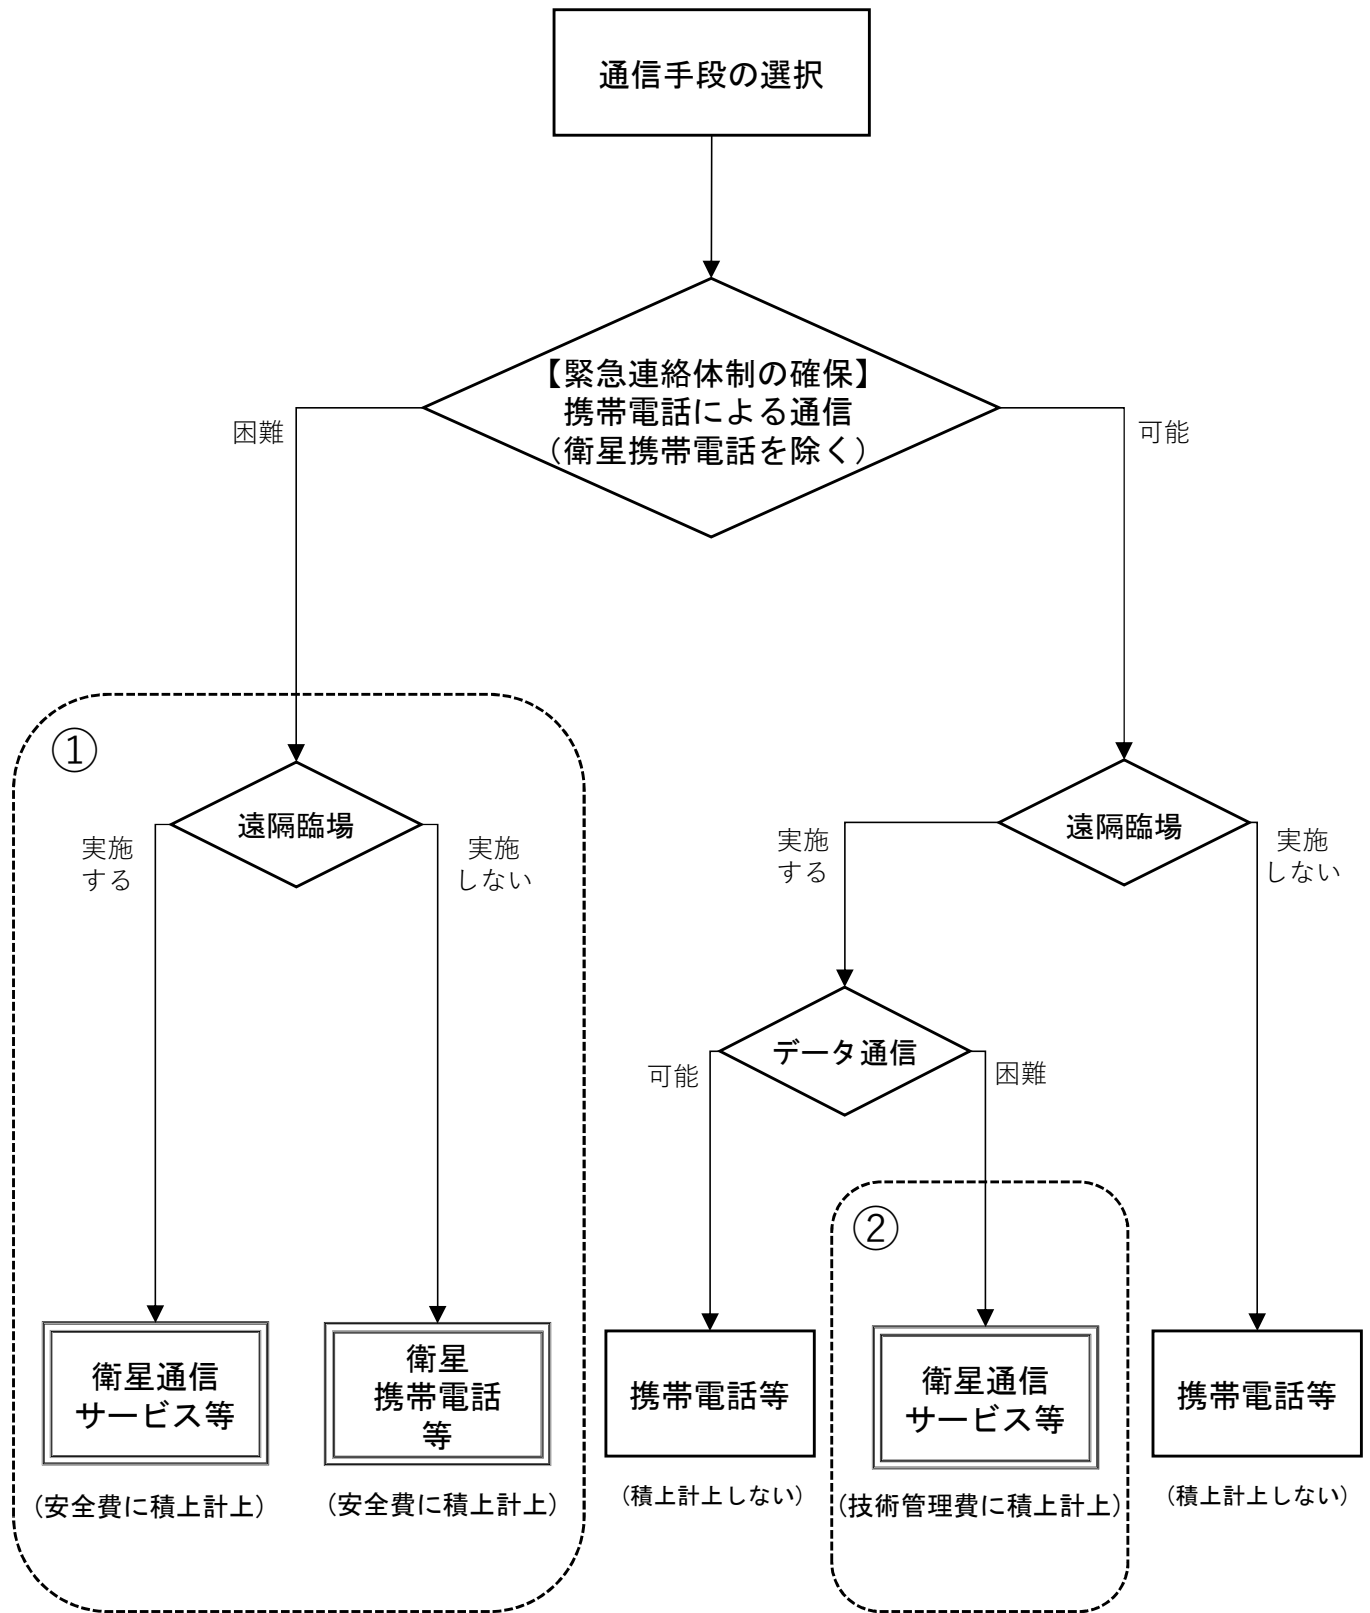 通信手段の選択
【緊急連絡体制の確保】
携帯電話による通信
（衛星携帯電話を除く）
困難
可能
①
遠隔臨場
実施
する
実施
しない
遠隔臨場
実施
する
実施
しない
データ通信
可能
困難
②
衛星通信
サービス等
（安全費に積上計上）
衛星
携帯電話
等
（安全費に積上計上）
携帯電話等
（積上計上しない）
衛星通信
サービス等
（技術管理費に積上計上）
携帯電話等
（積上計上しない）